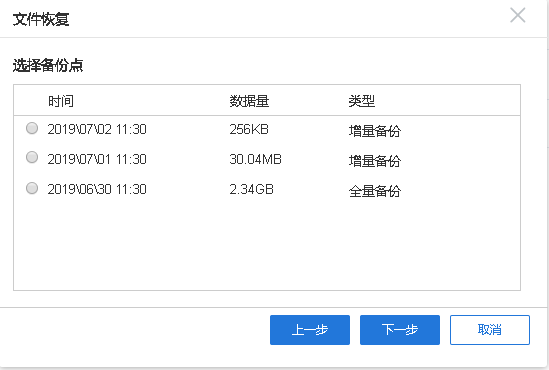 文件恢复
选择备份点
时间 数据量 类型
2019\07\02 11:30 256KB 增量备份
2019\07\01 11:30 30.04MB 增量备份
2019\06\30 11:30 2.34GB 全量备份
上一步 下一步 取消